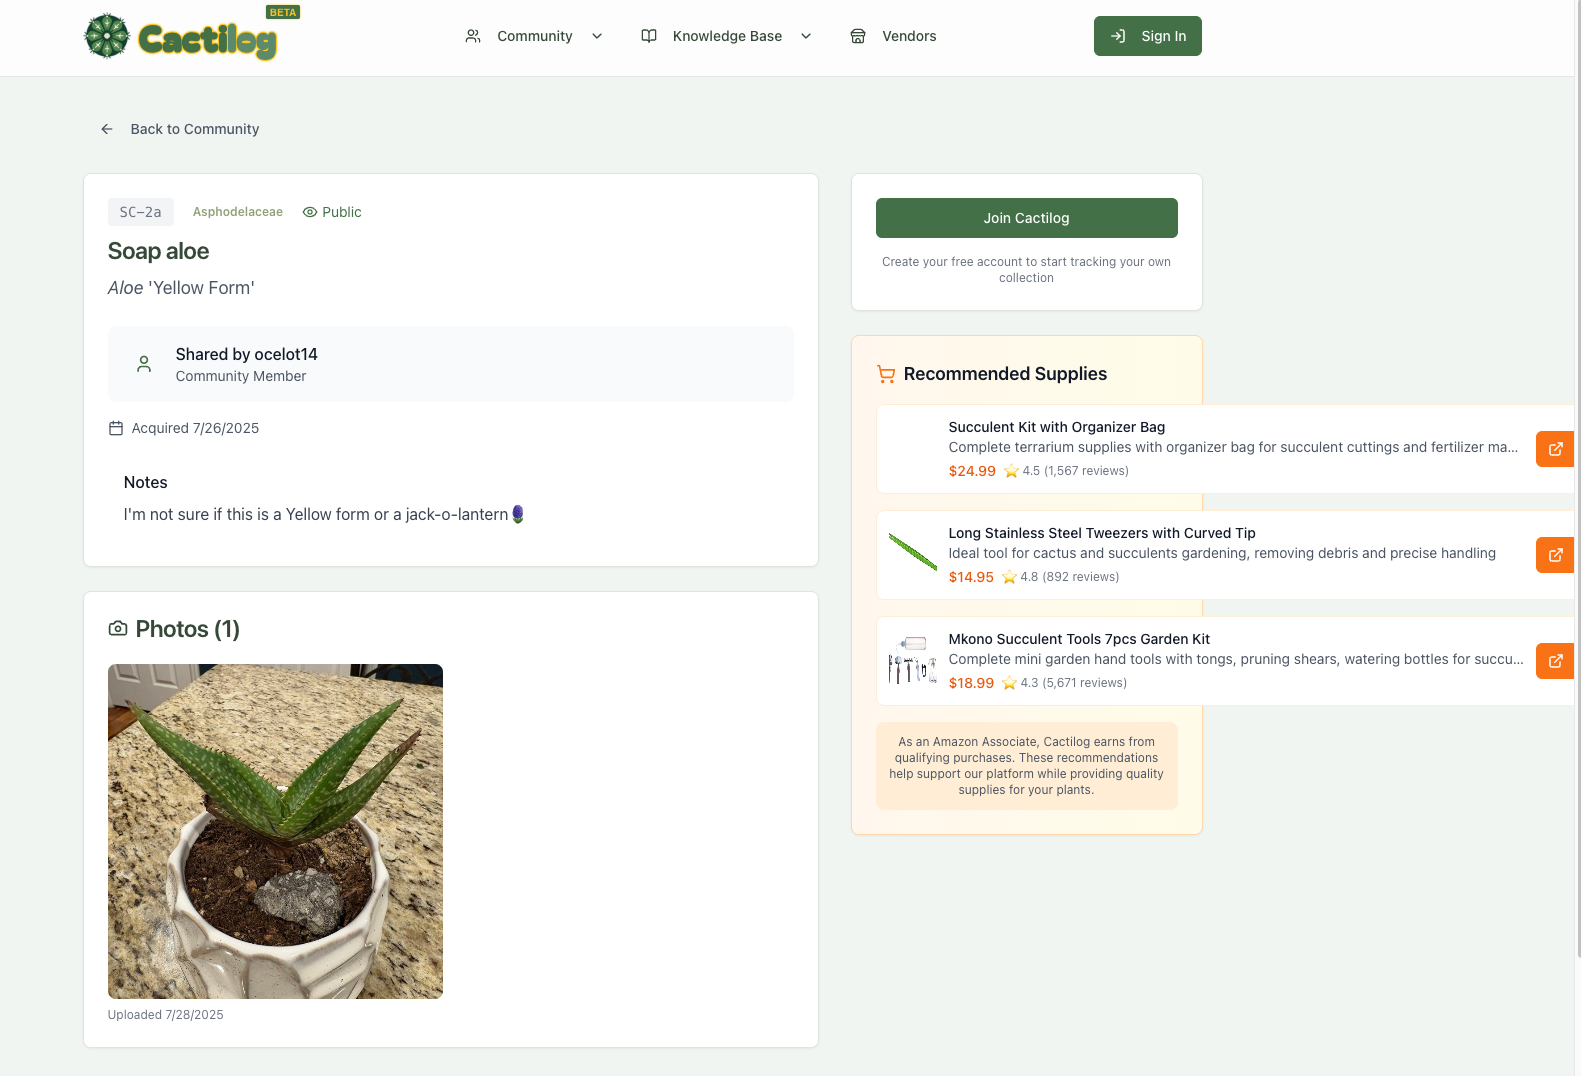 BETA
Cactilog
Community
Knowledge Base
Vendors
Sign In
Back to Community
SC-2a
Asphodelaceae
Public
Soap aloe
Aloe 'Yellow Form'
Shared by ocelot14
Community Member
Acquired 7/26/2025
Notes
I'm not sure if this is a Yellow form or a jack-o-lantern🪻
Photos (1)
Uploaded 7/28/2025
Join Cactilog
Create your free account to start tracking your own
collection
Recommended Supplies
Succulent Kit with Organizer Bag
Complete terrarium supplies with organizer bag for succulent cuttings and fertilizer ma...
$24.99 ⭐ 4.5 (1,567 reviews)
Long Stainless Steel Tweezers with Curved Tip
Ideal tool for cactus and succulents gardening, removing debris and precise handling
$14.95 ⭐ 4.8 (892 reviews)
Mkono Succulent Tools 7pcs Garden Kit
Complete mini garden hand tools with tongs, pruning shears, watering bottles for succu...
$18.99 ⭐ 4.3 (5,671 reviews)
As an Amazon Associate, Cactilog earns from
qualifying purchases. These recommendations
help support our platform while providing quality
supplies for your plants.